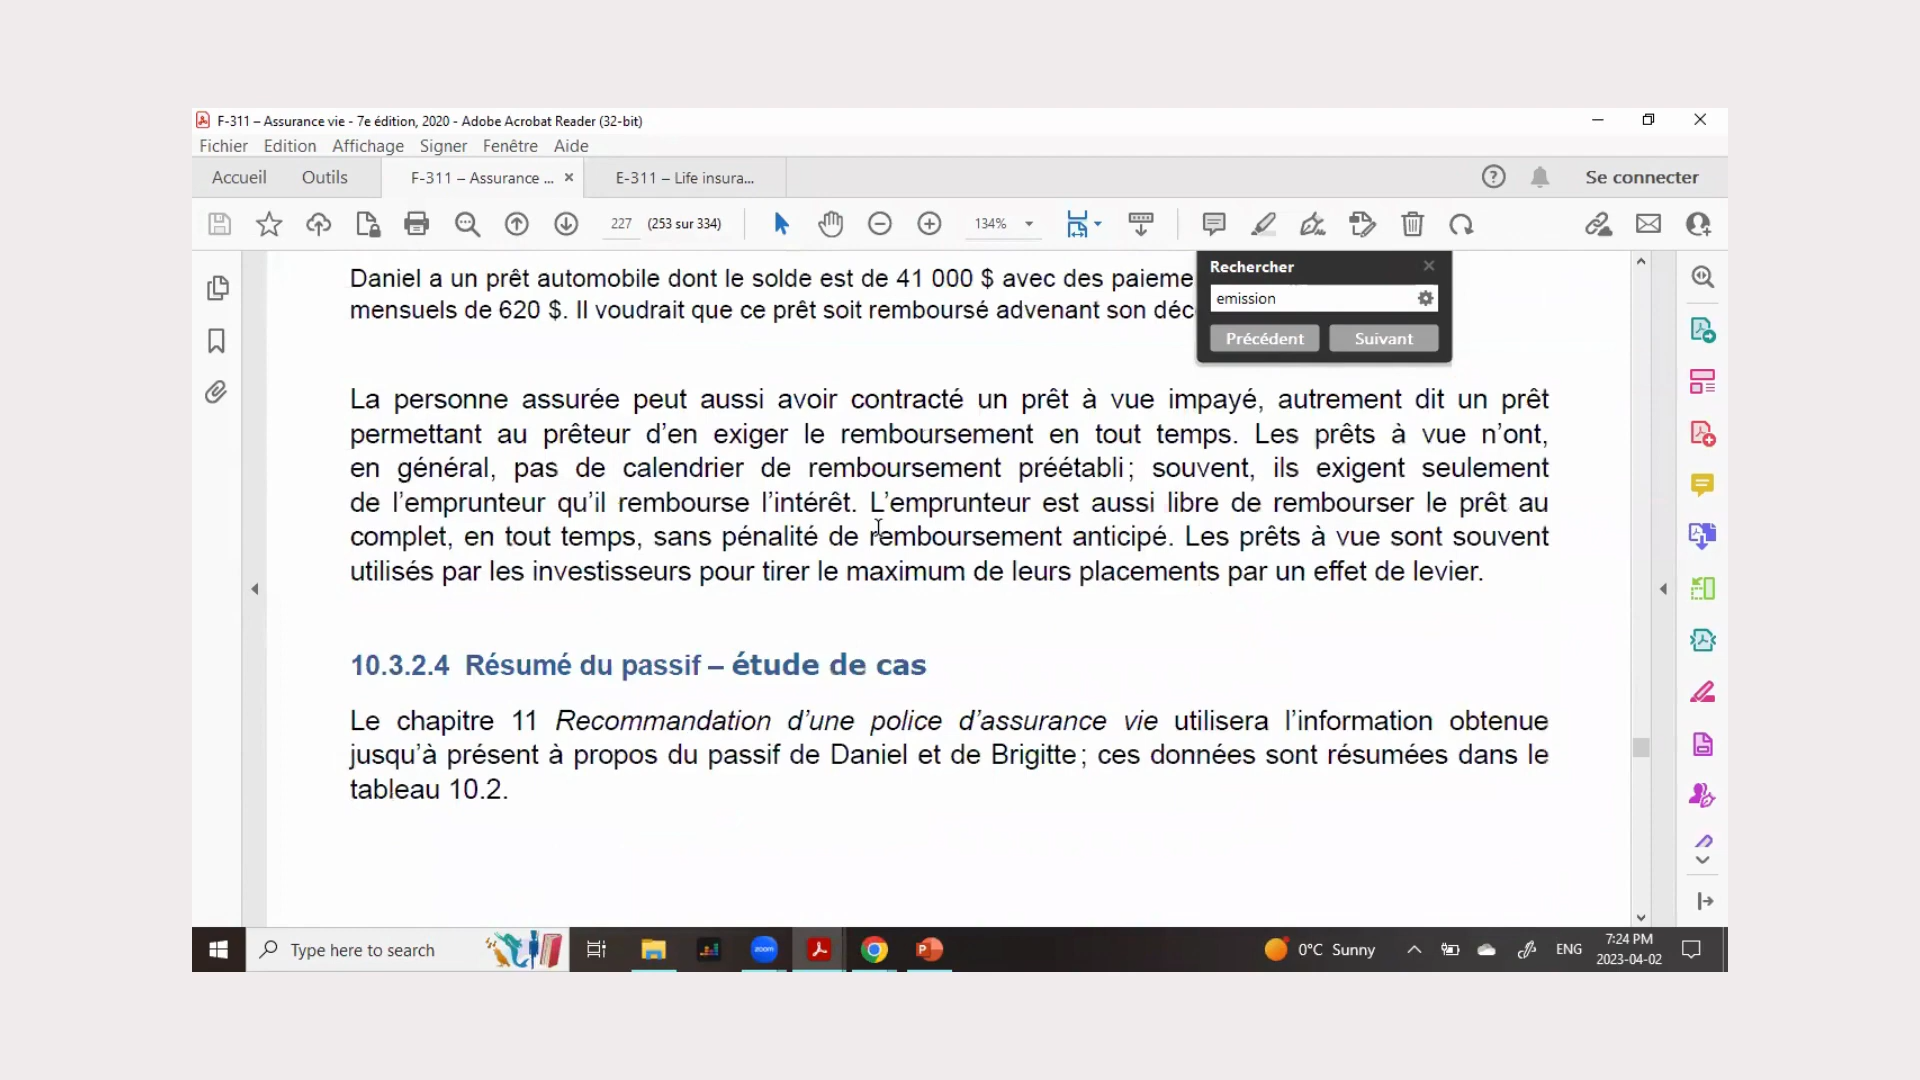 F-311 – Assurance vie - 7e édition, 2020 - Adobe Acrobat Reader (32-bit)
Fichier Edition Affichage Signer Fenêtre Aide
Accueil Outils F-311 – Assurance ... × E-311 – Life insura... Se connecter
227 (253 sur 334) 134%
Rechercher
emission
Précédent Suivant
Daniel a un prêt automobile dont le solde est de 41 000 $ avec des paieme
mensuels de 620 $. Il voudrait que ce prêt soit remboursé advenant son déc
La personne assurée peut aussi avoir contracté un prêt à vue impayé, autrement dit un prêt
permettant au prêteur d’en exiger le remboursement en tout temps. Les prêts à vue n’ont,
en général, pas de calendrier de remboursement préétabli ; souvent, ils exigent seulement
de l’emprunteur qu’il rembourse l’intérêt. L’emprunteur est aussi libre de rembourser le prêt au
complet, en tout temps, sans pénalité de remboursement anticipé. Les prêts à vue sont souvent
utilisés par les investisseurs pour tirer le maximum de leurs placements par un effet de levier.
10.3.2.4 Résumé du passif – étude de cas
Le chapitre 11 Recommandation d’une police d’assurance vie utilisera l’information obtenue
jusqu’à présent à propos du passif de Daniel et de Brigitte ; ces données sont résumées dans le
tableau 10.2.
Type here to search zoom 0°C Sunny ENG 7:24 PM
2023-04-02